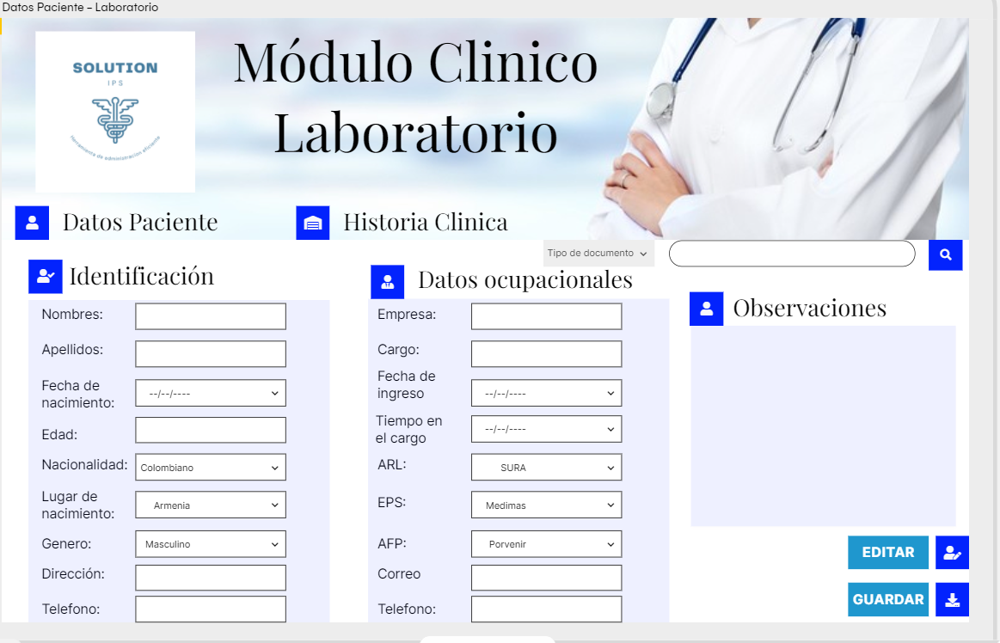 Datos Paciente – Laboratorio
SOLUTION
IPS
Herramienta de administración eficiente
Módulo Clinico
Laboratorio
Datos Paciente
Historia Clinica
Tipo de documento
Identificación
Nombres:
Apellidos:
Fecha de
nacimiento:
--/--/----
Edad:
Nacionalidad:
Colombiano
Lugar de
nacimiento:
Armenia
Genero:
Masculino
Dirección:
Telefono:
Datos ocupacionales
Empresa:
Cargo:
Fecha de
ingreso
--/--/----
Tiempo en
el cargo
--/--/----
ARL:
SURA
EPS:
Medimas
AFP:
Porvenir
Correo
Telefono:
Observaciones
EDITAR
GUARDAR